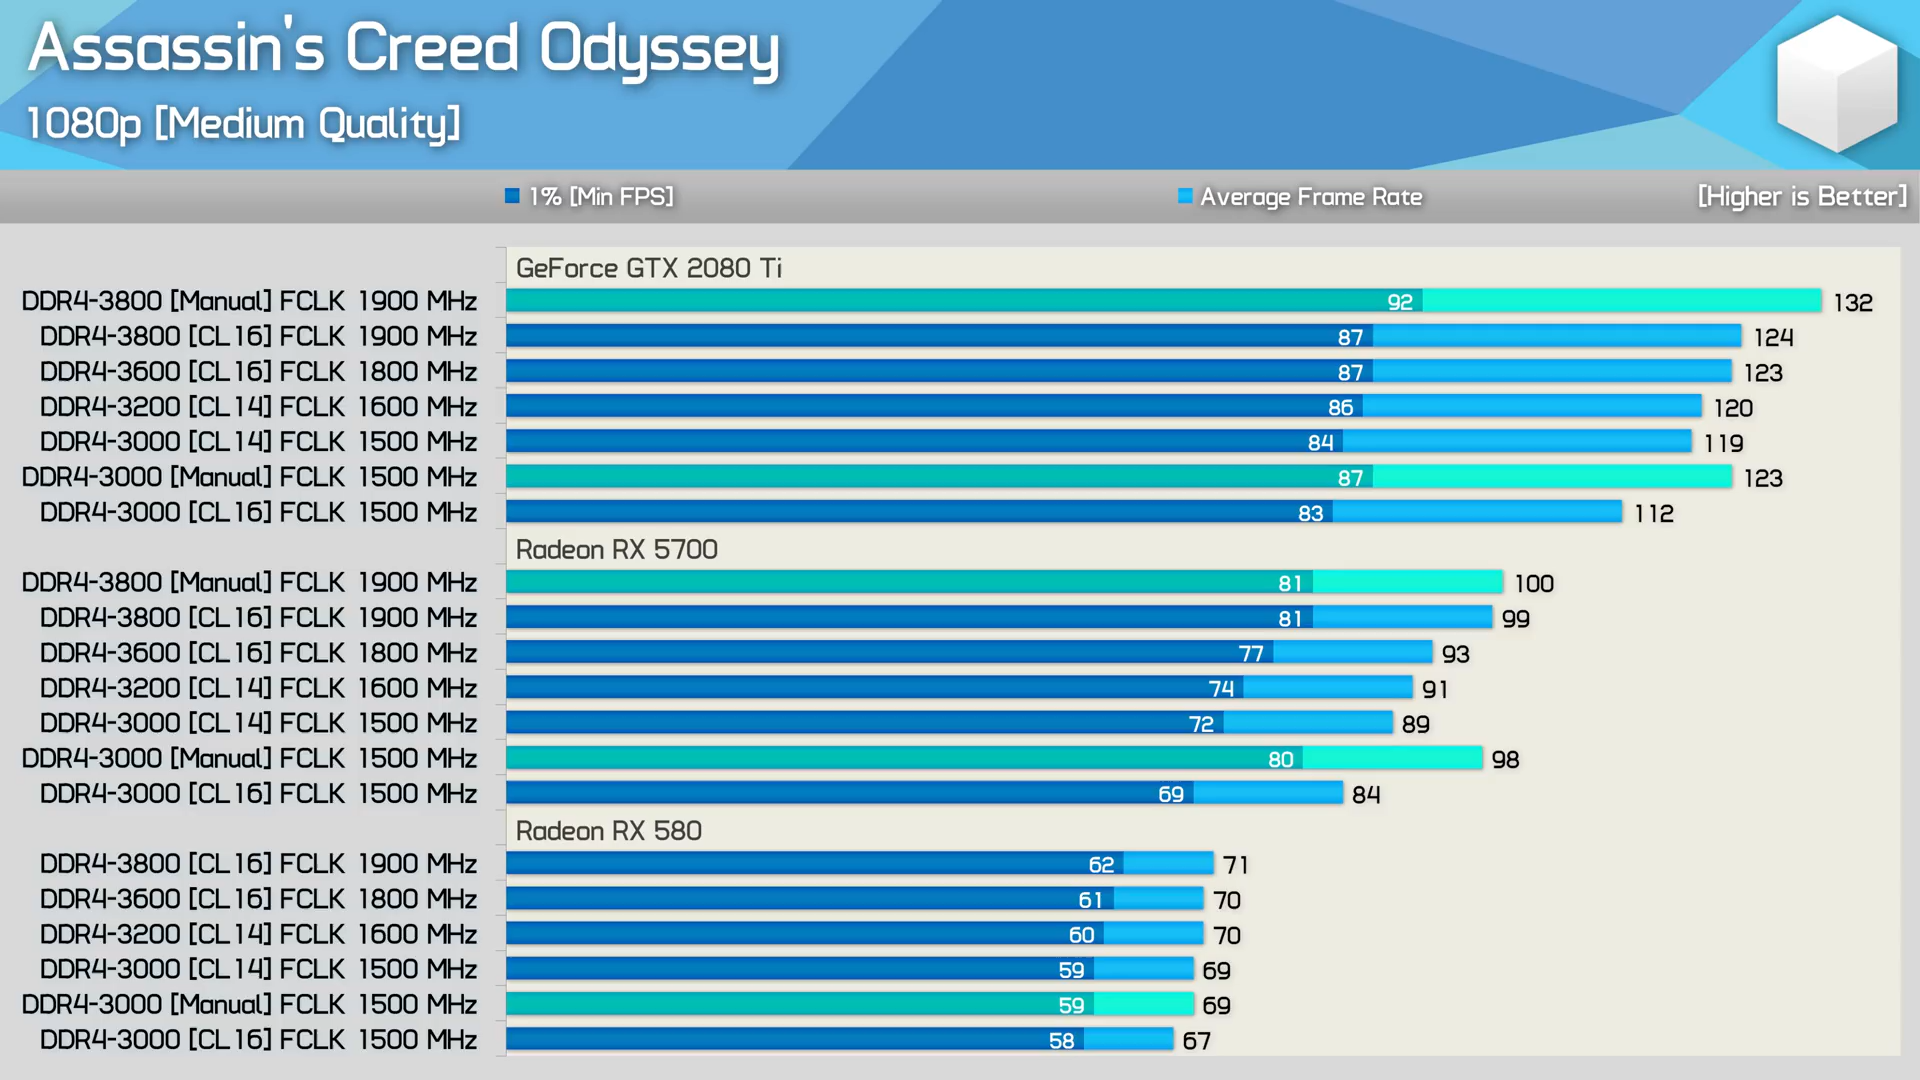 Assassin's Creed Odyssey
1080p [Medium Quality]
1% [Min FPS] Average Frame Rate [Higher is Better]
GeForce GTX 2080 Ti
DDR4-3800 [Manual] FCLK 1900 MHz 92 132
DDR4-3800 [CL16] FCLK 1900 MHz 87 124
DDR4-3600 [CL16] FCLK 1800 MHz 87 123
DDR4-3200 [CL14] FCLK 1600 MHz 86 120
DDR4-3000 [CL14] FCLK 1500 MHz 84 119
DDR4-3000 [Manual] FCLK 1500 MHz 87 123
DDR4-3000 [CL16] FCLK 1500 MHz 83 112
Radeon RX 5700
DDR4-3800 [Manual] FCLK 1900 MHz 81 100
DDR4-3800 [CL16] FCLK 1900 MHz 81 99
DDR4-3600 [CL16] FCLK 1800 MHz 77 93
DDR4-3200 [CL14] FCLK 1600 MHz 74 91
DDR4-3000 [CL14] FCLK 1500 MHz 72 89
DDR4-3000 [Manual] FCLK 1500 MHz 80 98
DDR4-3000 [CL16] FCLK 1500 MHz 69 84
Radeon RX 580
DDR4-3800 [CL16] FCLK 1900 MHz 62 71
DDR4-3600 [CL16] FCLK 1800 MHz 61 70
DDR4-3200 [CL14] FCLK 1600 MHz 60 70
DDR4-3000 [CL14] FCLK 1500 MHz 59 69
DDR4-3000 [Manual] FCLK 1500 MHz 59 69
DDR4-3000 [CL16] FCLK 1500 MHz 58 67